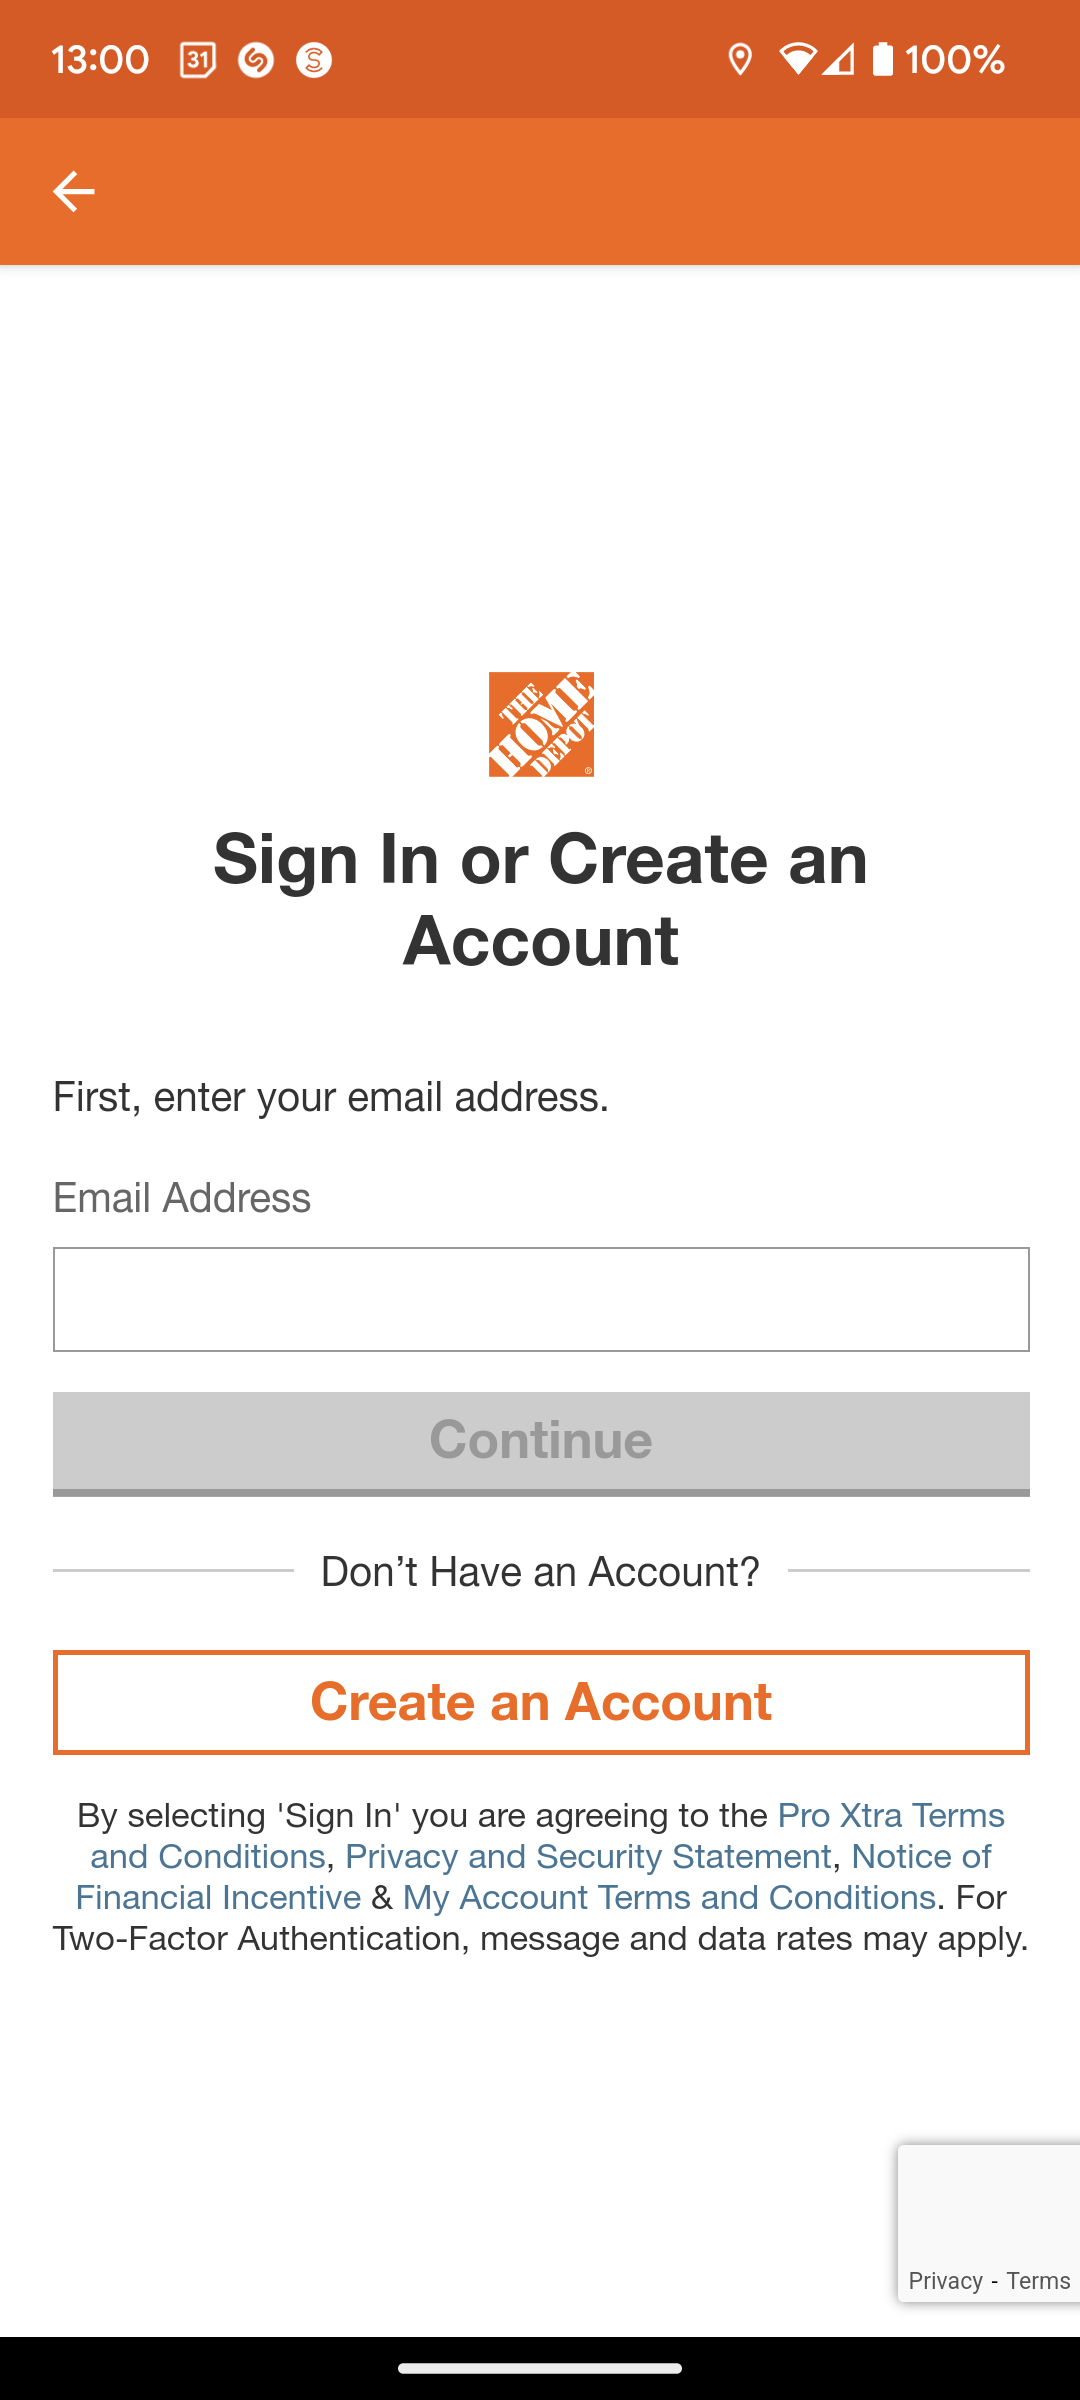 13:00 31 100%
THE
HOME
DEPOT
Sign In or Create an
Account
First, enter your email address.
Email Address
Continue
Don’t Have an Account?
Create an Account
By selecting 'Sign In' you are agreeing to the Pro Xtra Terms
and Conditions, Privacy and Security Statement, Notice of
Financial Incentive & My Account Terms and Conditions. For
Two-Factor Authentication, message and data rates may apply.
Privacy - Terms